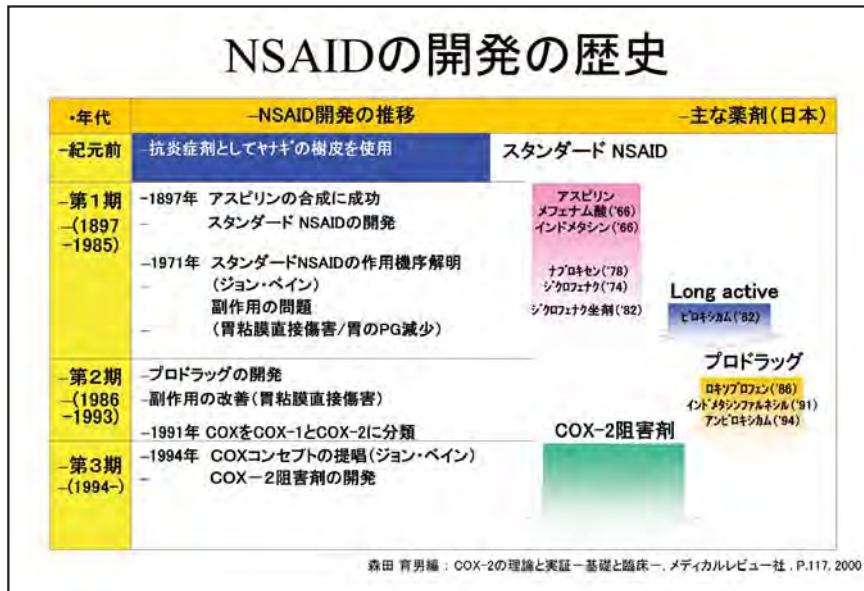 NSAIDの開発の歴史
・年代 –NSAID開発の推移 –主な薬剤(日本)
–紀元前 –抗炎症剤としてヤナギの樹皮を使用 スタンダード NSAID
–第1期 –1897年 アスピリンの合成に成功 アスピリン
–(1897 – スタンダード NSAIDの開発 メフェナム酸('66)
–1985) インドメタシン('66)
–1971年 スタンダードNSAIDの作用機序解明 ナプロキセン('78)
– (ジョン・ベイン) ジクロフェナク('74) Long active
副作用の問題 ジクロフェナク坐剤('82) ピロキシカム('82)
– (胃粘膜直接傷害/胃のPG減少)
プロドラッグ
–第2期 –プロドラッグの開発 ロキソプロフェン('86)
–(1986 –副作用の改善(胃粘膜直接傷害) インドメタシンファルネシル('91)
–1993) –1991年 COXをCOX-1とCOX-2に分類 COX-2阻害剤 アンピロキシカム('94)
–第3期 –1994年 COXコンセプトの提唱(ジョン・ベイン)
–(1994-) – COX－2阻害剤の開発
森田 育男編 : COX-2の理論と実証－基礎と臨床－. メディカルレビュー社 . P.117, 2000